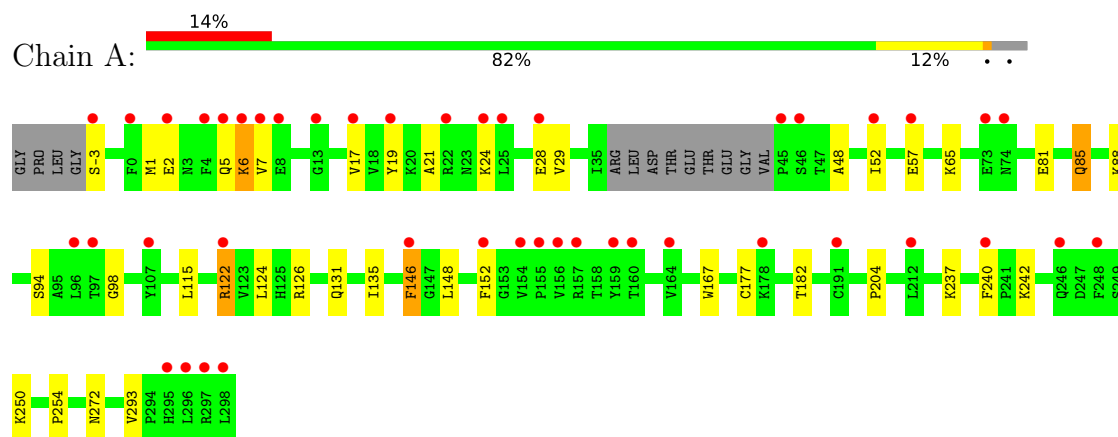 14%
Chain A:
82% 12% • •
GLY PRO LEU GLY S-3 F0 M1 E2 N3 F4 Q5 K6 V7 E8 G13 V17 V18 Y19 K20 A21 R22 N23 K24 L25 E28 V29 I35 ARG LEU ASP THR GLU THR GLU GLY VAL P45 S46 T47 A48 I52 E57 K65 E73 N74 E81 Q85 K88
S94 A95 L96 T97 G98 Y107 L115 R122 V123 L124 H125 R126 Q131 I135 F146 G147 L148 F152 G153 V154 P155 V156 R157 T158 Y159 T160 V164 W167 C177 K178 T182 C191 P204 L212 K237 F240 P241 K242 Q246 D247 F248 S249
K250 P254 N272 V293 P294 H295 L296 R297 L298